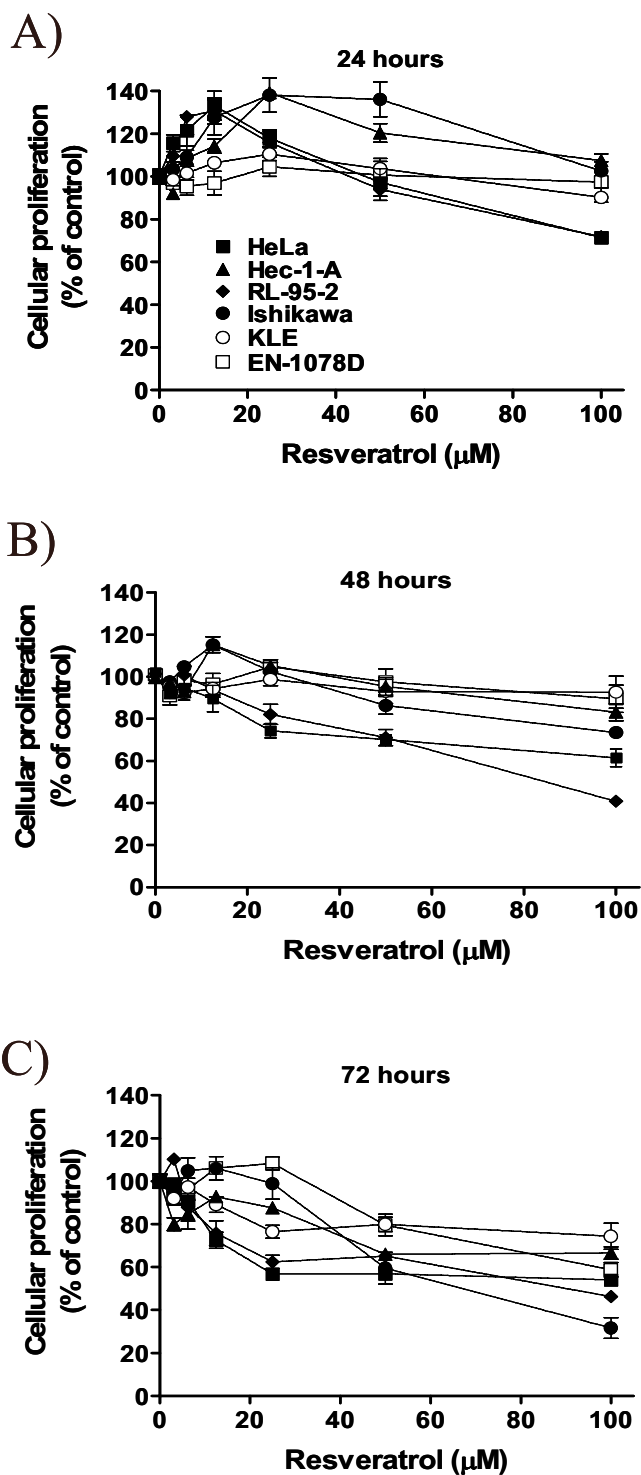 A)
24 hours
140
120
100
80
60
40
20
0
Cellular proliferation
(% of control)
HeLa
Hec-1-A
RL-95-2
Ishikawa
KLE
EN-1078D
0 20 40 60 80 100
Resveratrol (μM)
B)
48 hours
140
120
100
80
60
40
20
0
Cellular proliferation
(% of control)
0 20 40 60 80 100
Resveratrol (μM)
C)
72 hours
140
120
100
80
60
40
20
0
Cellular proliferation
(% of control)
0 20 40 60 80 100
Resveratrol (μM)